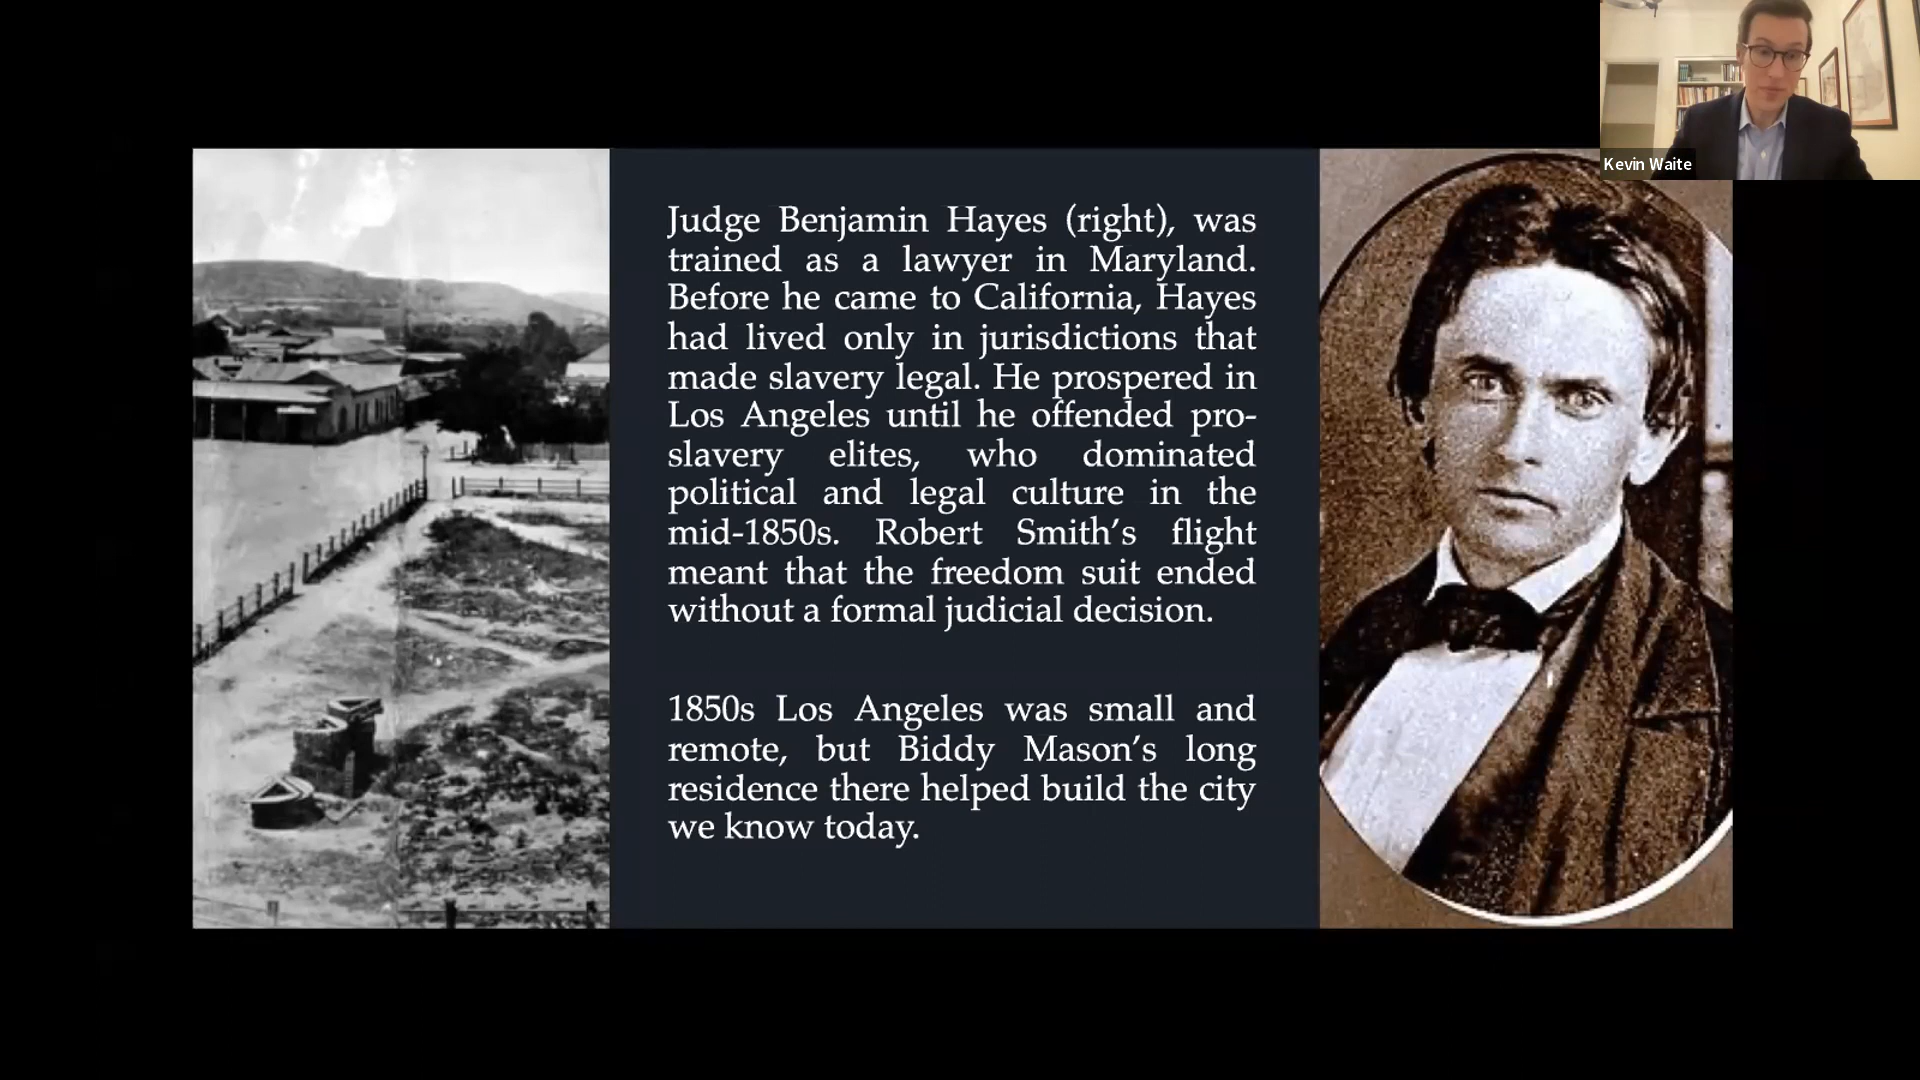 Kevin Waite
Judge Benjamin Hayes (right), was
trained as a lawyer in Maryland.
Before he came to California, Hayes
had lived only in jurisdictions that
made slavery legal. He prospered in
Los Angeles until he offended pro-
slavery elites, who dominated
political and legal culture in the
mid-1850s. Robert Smith's flight
meant that the freedom suit ended
without a formal judicial decision.
1850s Los Angeles was small and
remote, but Biddy Mason's long
residence there helped build the city
we know today.